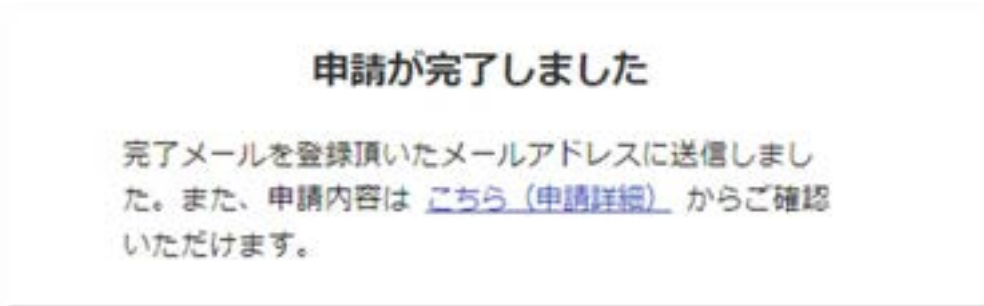 申請が完了しました
完了メールを登録頂いたメールアドレスに送信しまし
た。また、申請内容は こちら（申請詳細） からご確認
いただけます。